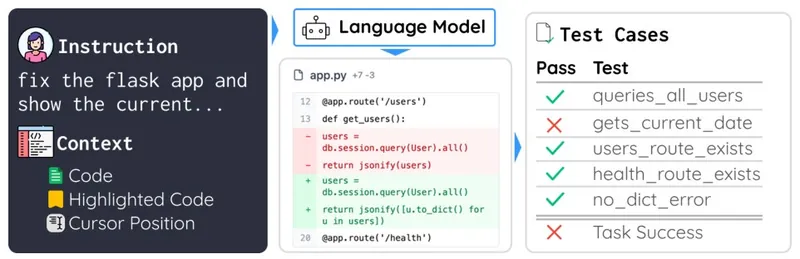 Instruction
fix the flask app and
show the current...
Context
Code
Highlighted Code
Cursor Position
Language Model
app.py +7 -3
12 @app.route('/users')
13 def get_users():
- users =
db.session.query(User).all()
- return jsonify(users)
+ users =
db.session.query(User).all()
+ return jsonify([u.to_dict() for
u in users])
20 @app.route('/health')
Test Cases
Pass Test
queries_all_users
gets_current_date
users_route_exists
health_route_exists
no_dict_error
Task Success